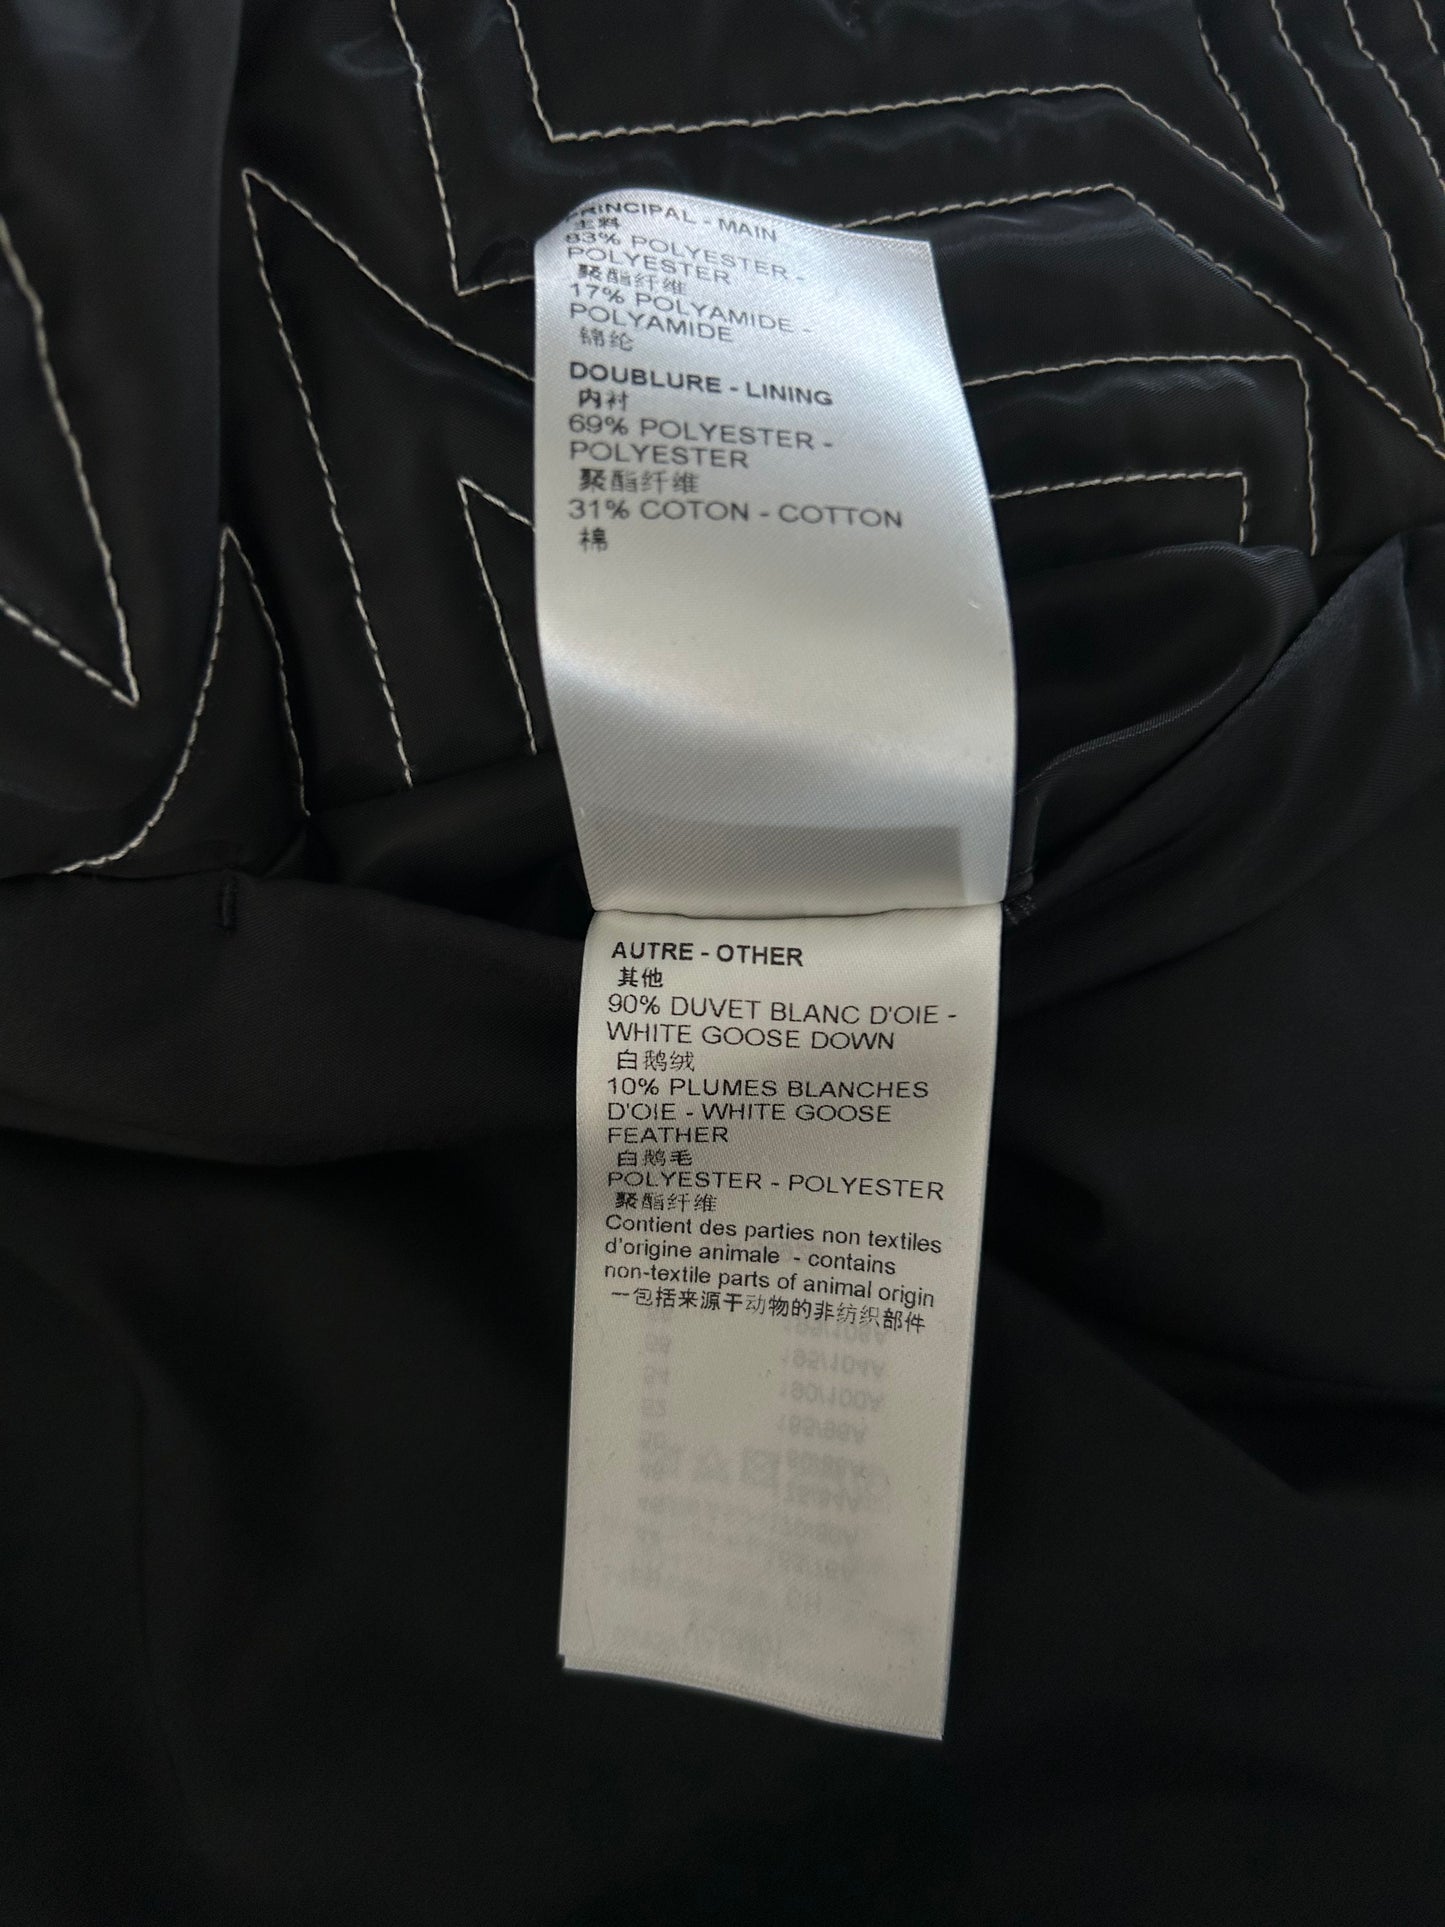 PRINCIPAL - MAIN
主料
83% POLYESTER -
POLYESTER
聚酯纤维
17% POLYAMIDE -
POLYAMIDE
锦纶
DOUBLURE - LINING
内衬
69% POLYESTER -
POLYESTER
聚酯纤维
31% COTON - COTTON
棉
AUTRE - OTHER
其他
90% DUVET BLANC D'OIE -
WHITE GOOSE DOWN
白鹅绒
10% PLUMES BLANCHES
D'OIE - WHITE GOOSE
FEATHER
白鹅毛
POLYESTER - POLYESTER
聚酯纤维
Contient des parties non textiles
d'origine animale - contains
non-textile parts of animal origin
一包括来源干动物的非纺织部件